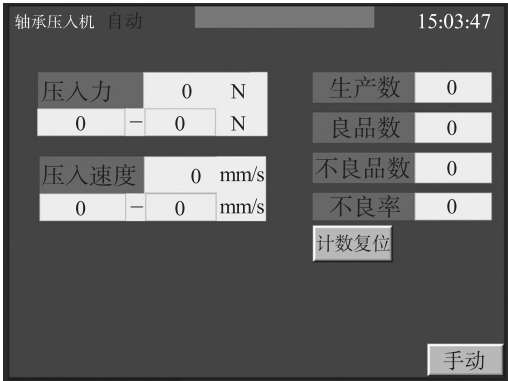 轴承压入机 自动 15:03:47
压入力 0 N
0 － 0 N
压入速度 0 mm/s
0 － 0 mm/s
生产数 0
良品数 0
不良品数 0
不良率 0
计数复位
手动